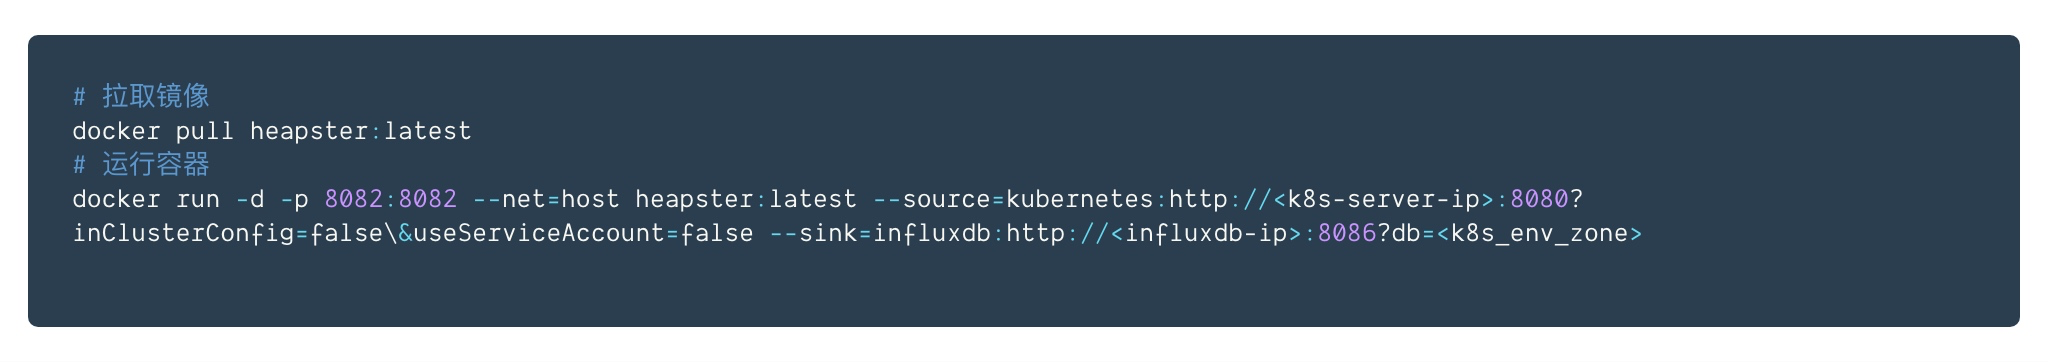 # 拉取镜像
docker pull heapster:latest
# 运行容器
docker run -d -p 8082:8082 --net=host heapster:latest --source=kubernetes:http://<k8s-server-ip>:8080?
inClusterConfig=false\&useServiceAccount=false --sink=influxdb:http://<influxdb-ip>:8086?db=<k8s_env_zone>